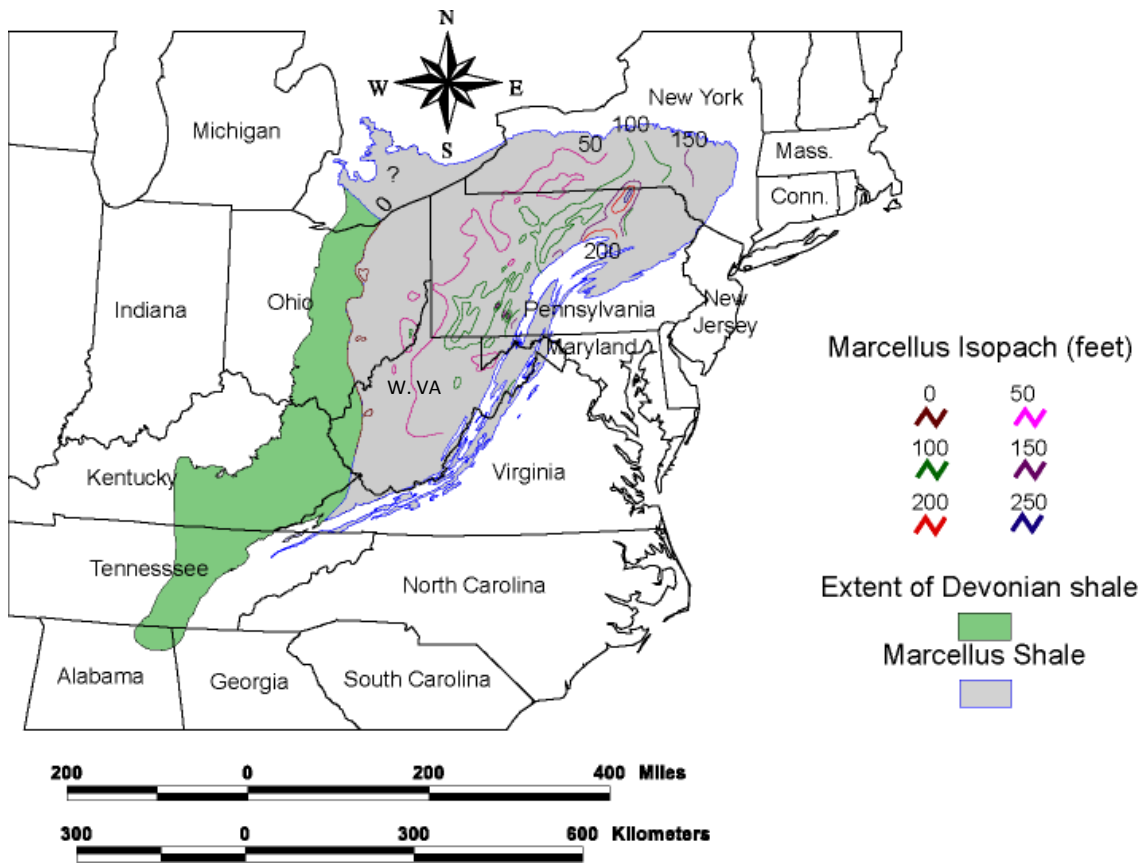 N
W
E
S
Michigan
New York
50
100
150
Mass.
Conn.
?
0
200
Ohio
Indiana
Pennsylvania
New
Jersey
Maryland
W. VA
Virginia
Kentucky
Tennesssee
North Carolina
Alabama
Georgia
South Carolina
Marcellus Isopach (feet)
0 50
100 150
200 250
Extent of Devonian shale
Marcellus Shale
200 0 200 400 Miles
300 0 300 600 Kilometers